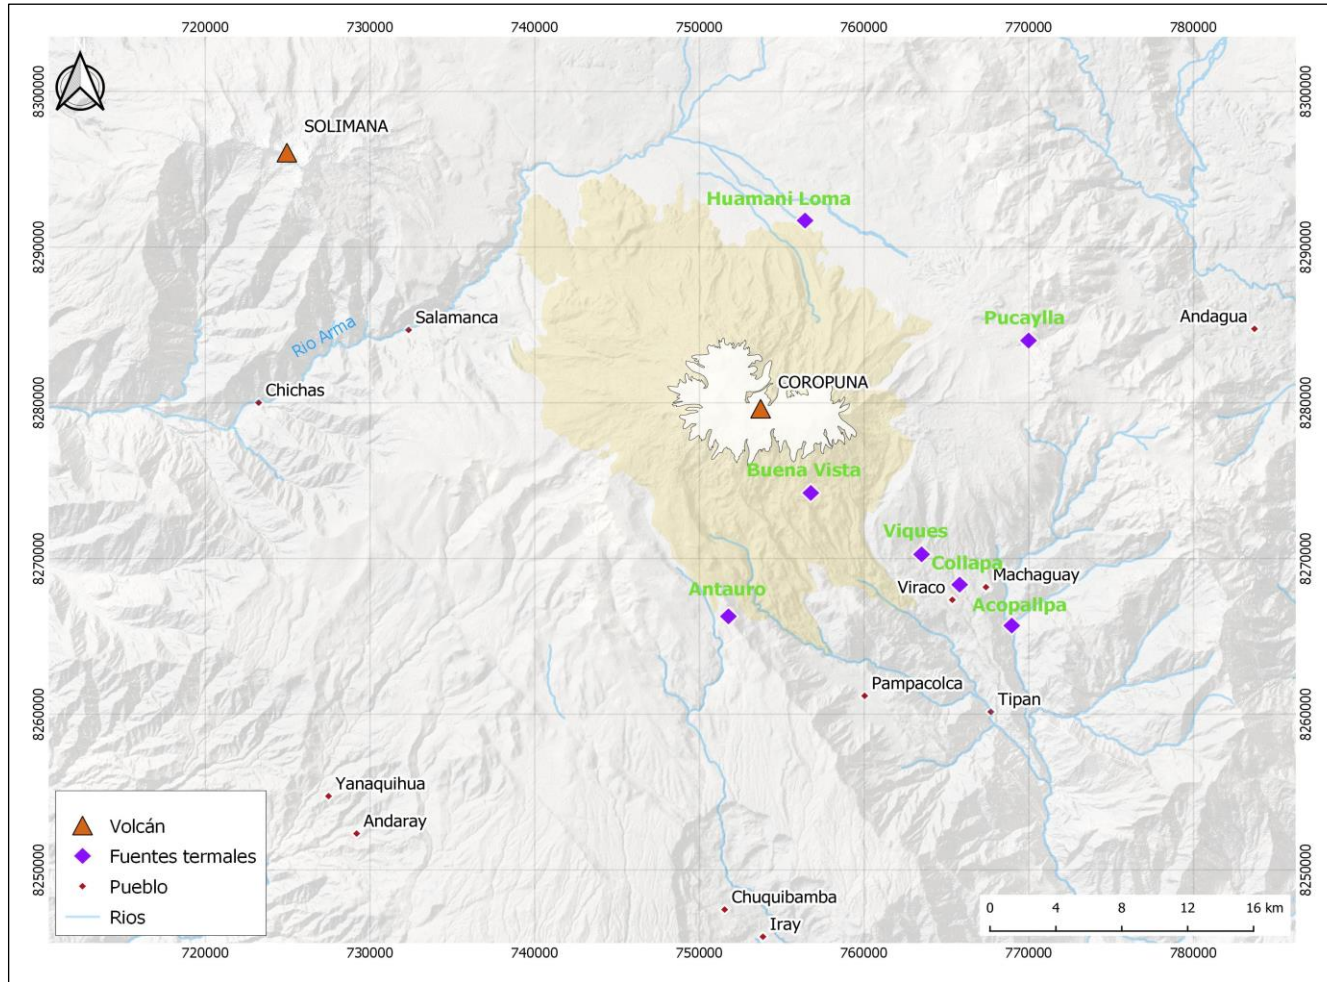 720000 730000 740000 750000 760000 770000 780000
8300000 8300000
SOLIMANA
Huamani Loma
8290000 8290000
Pucaylla
Andagua
Salamanca
Rio Arma
COROPUNA
Chichas
8280000 8280000
Buena Vista
Viques
8270000 8270000
Collapa
Machaguay
Antauro
Viraco
Acopallpa
Pampacolca
Tipan
8260000 8260000
Yanaquihua
Andaray
Volcán
Fuentes termales
Pueblo
Rios
8250000 8250000
Chuquibamba
Iray
0 4 8 12 16 km
720000 730000 740000 750000 760000 770000 780000